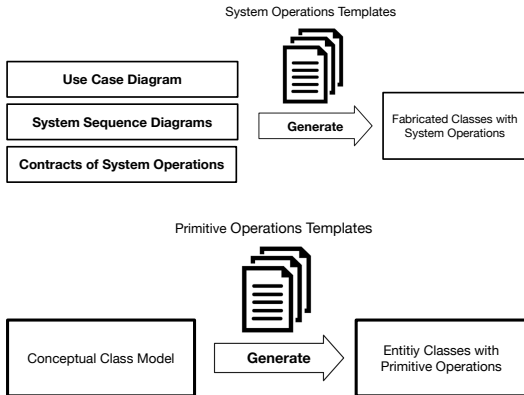 System Operations Templates
Use Case Diagram
System Sequence Diagrams
Contracts of System Operations
Generate
Fabricated Classes with
System Operations
Primitive Operations Templates
Conceptual Class Model
Generate
Entitiy Classes with
Primitive Operations